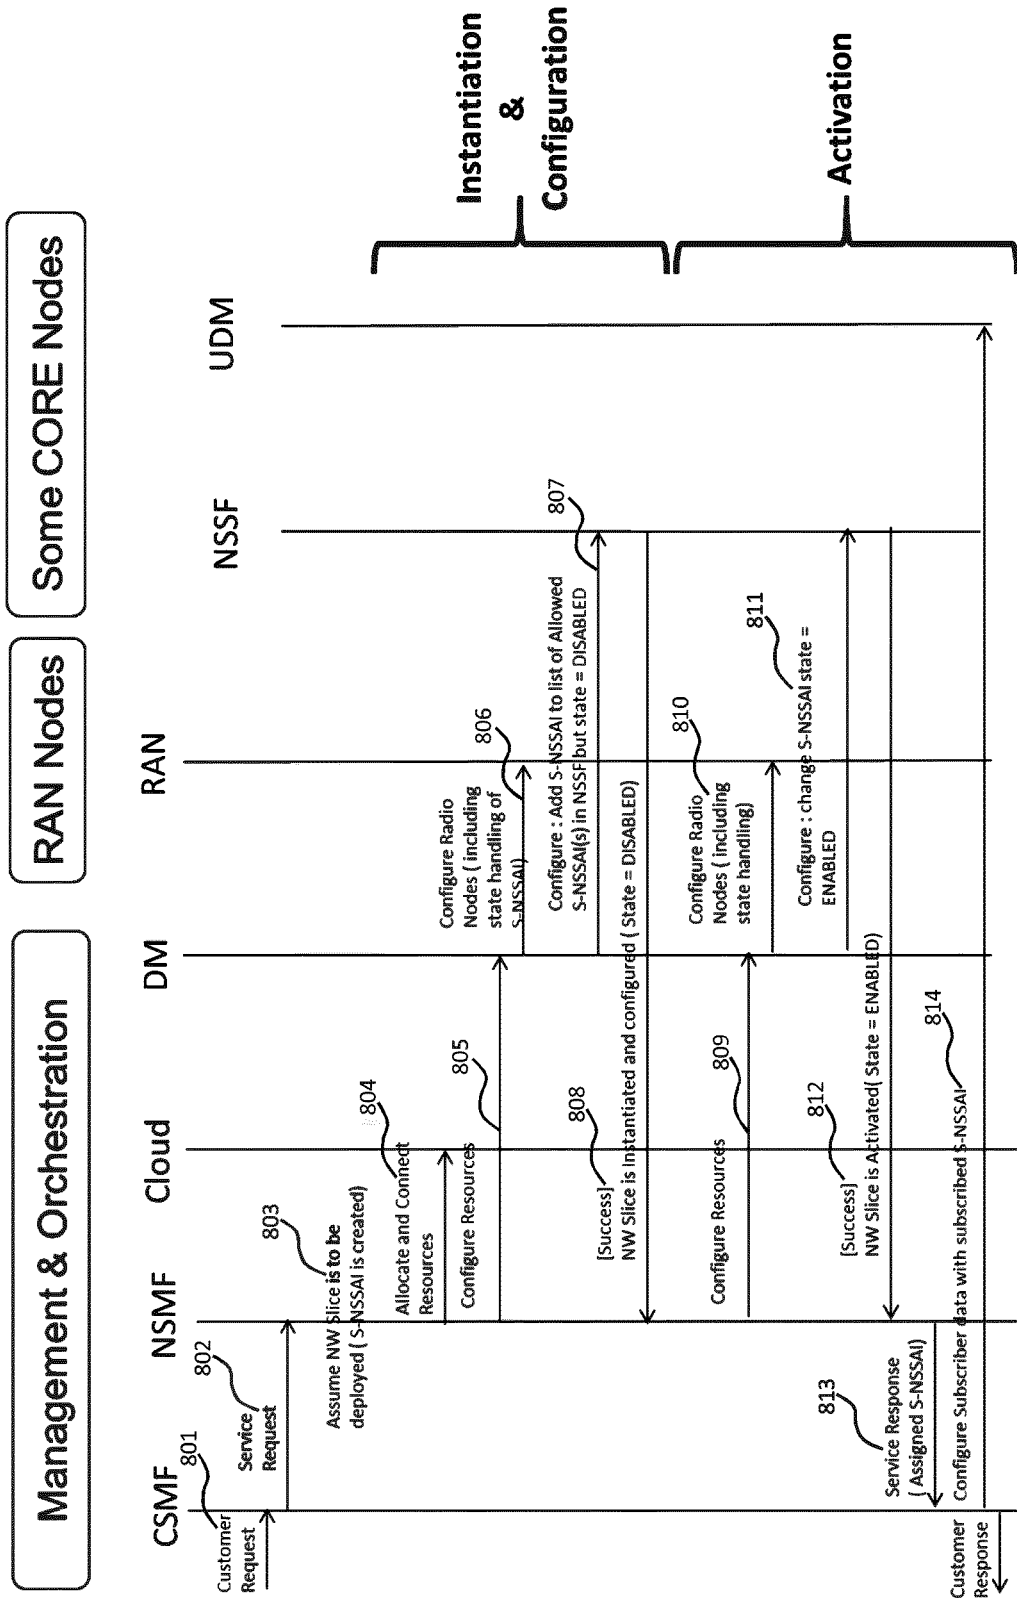 Management & Orchestration
RAN Nodes
Some CORE Nodes
CSMF
NSMF
Cloud
DM
RAN
NSSF
UDM
Customer
Request
801
Service
Request
802
Assume NW Slice is to be
deployed ( S-NSSAI is created)
803
Allocate and Connect
Resources
804
Configure Resources
805
Configure Radio
Nodes ( including
state handling of
S-NSSAI)
806
Configure : Add S-NSSAI to list of Allowed
S-NSSAI(s) in NSSF but state = DISABLED
807
[Success]
NW Slice is Instantiated and configured ( State = DISABLED)
808
Instantiation
&
Configuration
Configure Resources
809
Configure Radio
Nodes ( including
state handling)
810
Configure : change S-NSSAI state =
ENABLED
811
[Success]
NW Slice is Activated( State = ENABLED)
812
Service Response
( Assigned S-NSSAI)
813
Configure Subscriber data with subscribed S-NSSAI
814
Customer
Response
Activation